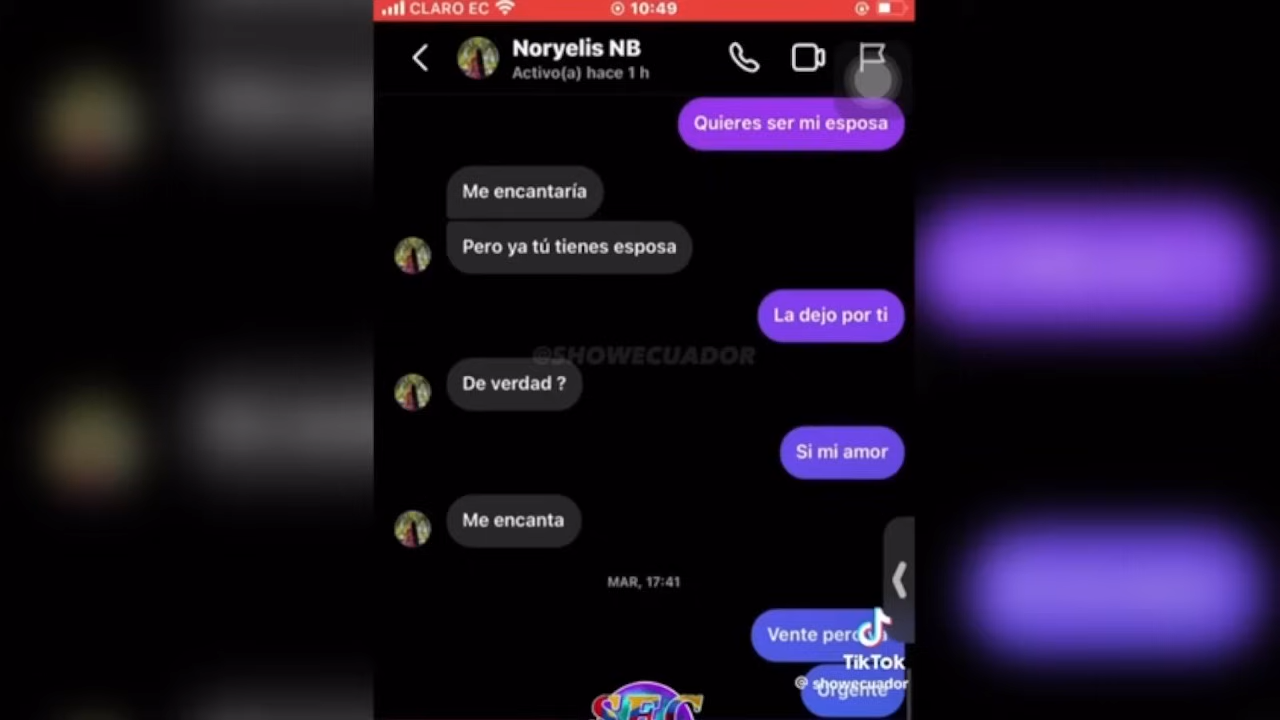 CLARO EC
10:49
Noryelis NB
Activo(a) hace 1 h
Quieres ser mi esposa
Me encantaría
Pero ya tú tienes esposa
La dejo por ti
@SHOWECUADOR
De verdad ?
Si mi amor
Me encanta
MAR, 17:41
Vente pero
TikTok
@ showecuador
Urgente
SEC